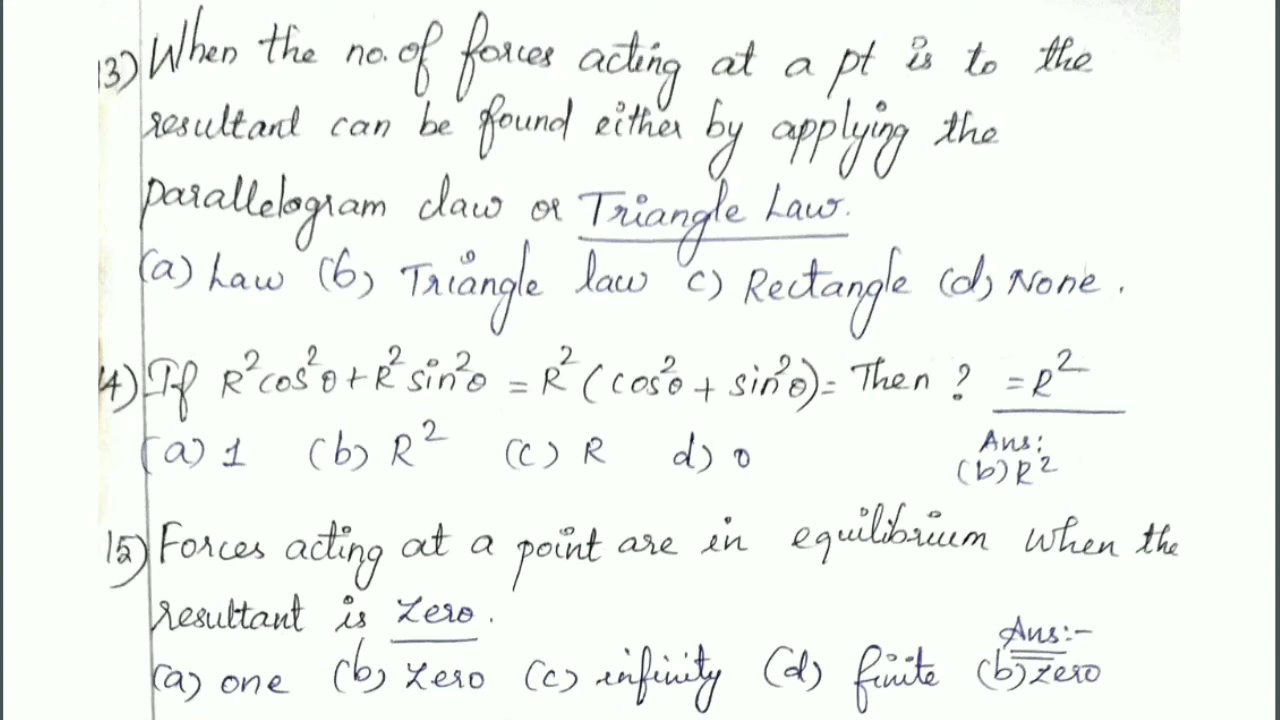 13) When the no. of forces acting at a pt is to the
resultant can be found either by applying the
parallelogram claw or Triangle Law.
(a) Law (b) Triangle law c) Rectangle (d) None.
14) If R²cos²θ + R² sin²θ = R² (cos²θ + sin²θ) = Then ? = R²
(a) 1 (b) R² (c) R d) 0
Ans:
(b) R²
15) Forces acting at a point are in equilibrium when the
resultant is zero.
Ans:-
(a) one (b) zero (c) infinity (d) finite (b) zero